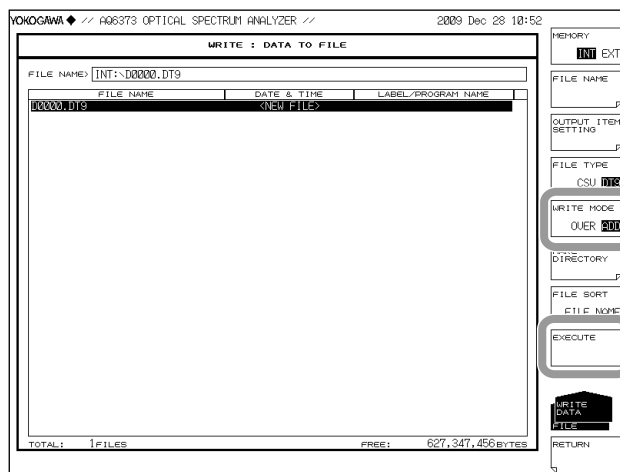 YOKOGAWA ◆ // AQ6373 OPTICAL SPECTRUM ANALYZER // 2009 Dec 28 10:52
WRITE : DATA TO FILE
FILE NAME> INT:\D0000.DT9
FILE NAME DATE & TIME LABEL/PROGRAM NAME
D0000.DT9 <NEW FILE>
TOTAL: 1FILES FREE: 627,347,456BYTES
MEMORY
INT EXT
FILE NAME
OUTPUT ITEM
SETTING
FILE TYPE
CSV DT9
WRITE MODE
OVER ADD
DIRECTORY
FILE SORT
FILE NAME
EXECUTE
WRITE
DATA
FILE
RETURN